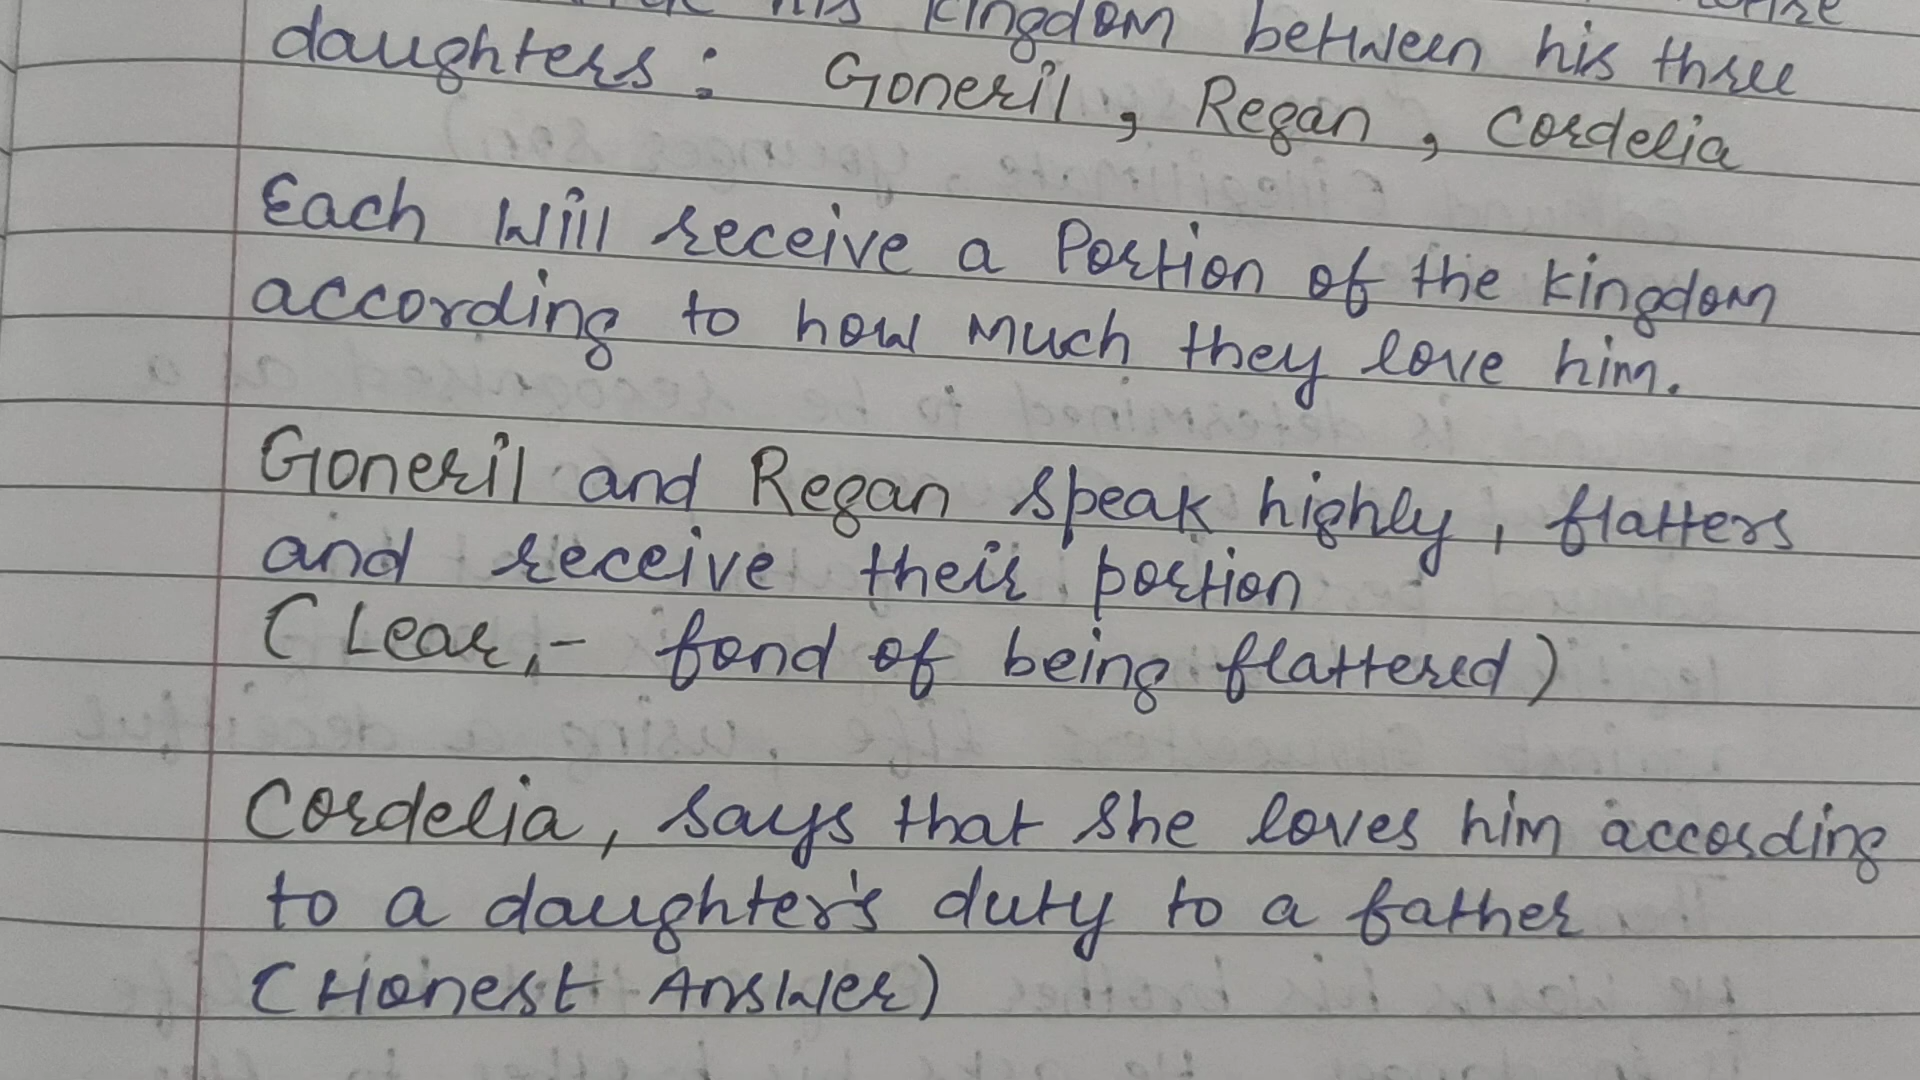 his kingdom between his three
daughters: Goneril, Regan, Cordelia
Each will receive a Portion of the kingdom
according to how Much they love him.
Goneril and Regan speak highly, flatters
and receive their portion
(Lear,- fond of being flattered)
Cordelia, says that she loves him according
to a daughter's duty to a father
(Honest Answer)